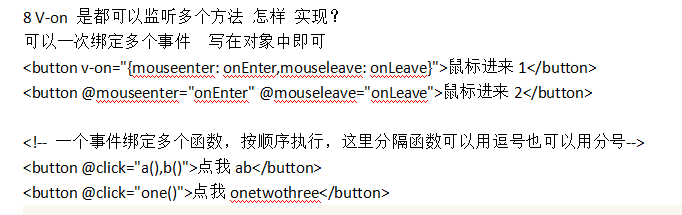 8 V-on 是都可以监听多个方法 怎样 实现？
可以一次绑定多个事件 写在对象中即可
<button v-on="{mouseenter: onEnter,mouseleave: onLeave}">鼠标进来 1</button>
<button @mouseenter="onEnter" @mouseleave="onLeave">鼠标进来 2</button>
<!-- 一个事件绑定多个函数，按顺序执行，这里分隔函数可以用逗号也可以用分号-->
<button @click="a(),b()">点我 ab</button>
<button @click="one()">点我 onetwothree</button>